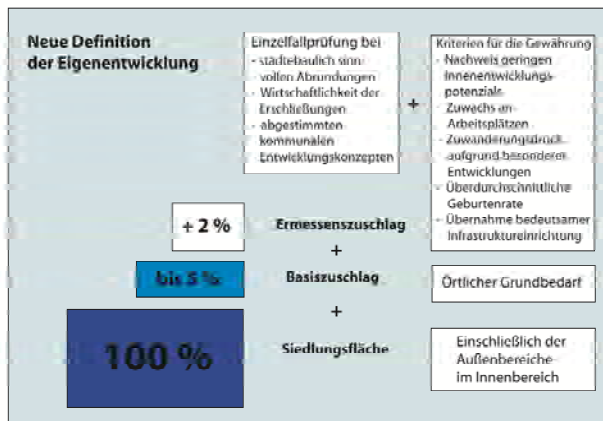 Neue Definition
der Eigenentwicklung
Einzelfallprüfung bei
- städtebaulich sinn-
vollen Abrundungen
- Wirtschaftlichkeit der
Erschließungen
- abgestimmten
kommunalen
Entwicklungskonzepten
+
Kriterien für die Gewährung
- Nachweis geringen
Innenentwicklungs-
potenzials
- Zuwachs an
Arbeitsplätzen
- Zuwanderungsdruck
aufgrund besonderer
Entwicklungen
- Überdurchschnittliche
Geburtenrate
- Übernahme bedeutsamer
Infrastruktureinrichtung
+ 2 %
Ermessenszuschlag
+
bis 5 %
Basiszuschlag
Örtlicher Grundbedarf
+
100 %
Siedlungsfläche
Einschließlich der
Außenbereiche
im Innenbereich